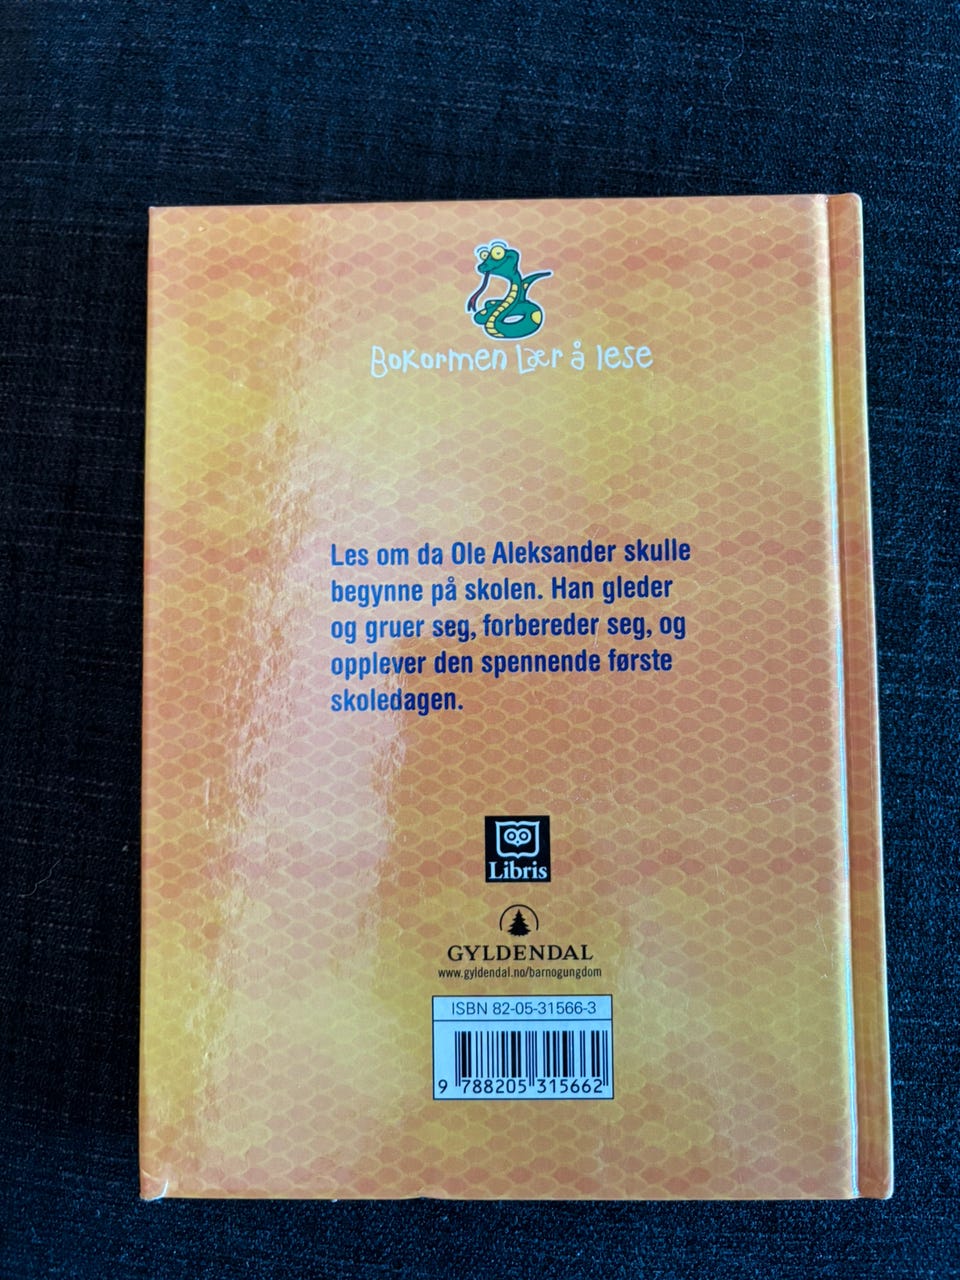 Bokormen Lær å lese
Les om da Ole Aleksander skulle
begynne på skolen. Han gleder
og gruer seg, forbereder seg, og
opplever den spennende første
skoledagen.
Libris
GYLDENDAL
www.gyldendal.no/barnogungdom
ISBN 82-05-31566-3
9 788205 315662